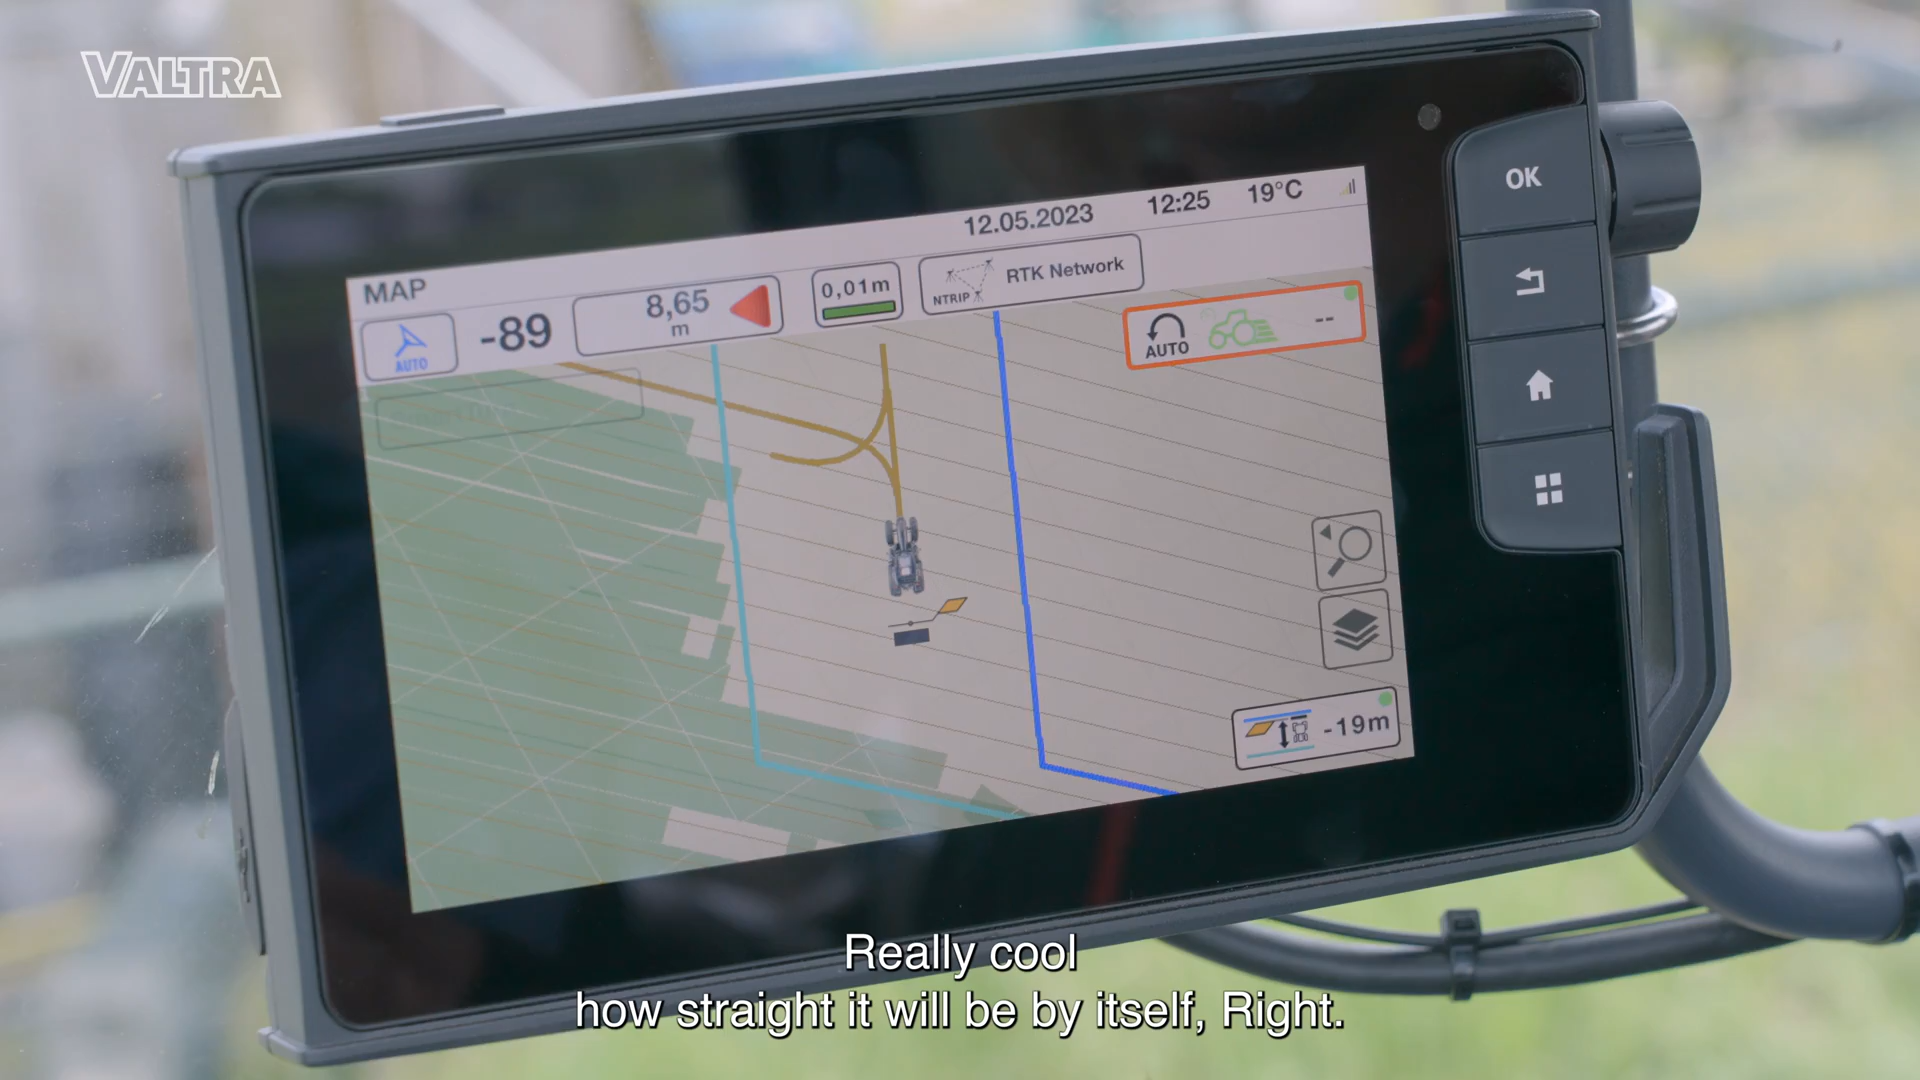 VALTRA
OK
12.05.2023 12:25 19°C
MAP
AUTO
-89
8,65
m
0,01m
NTRIP
RTK Network
AUTO
--
-19m
Really cool
how straight it will be by itself, Right.